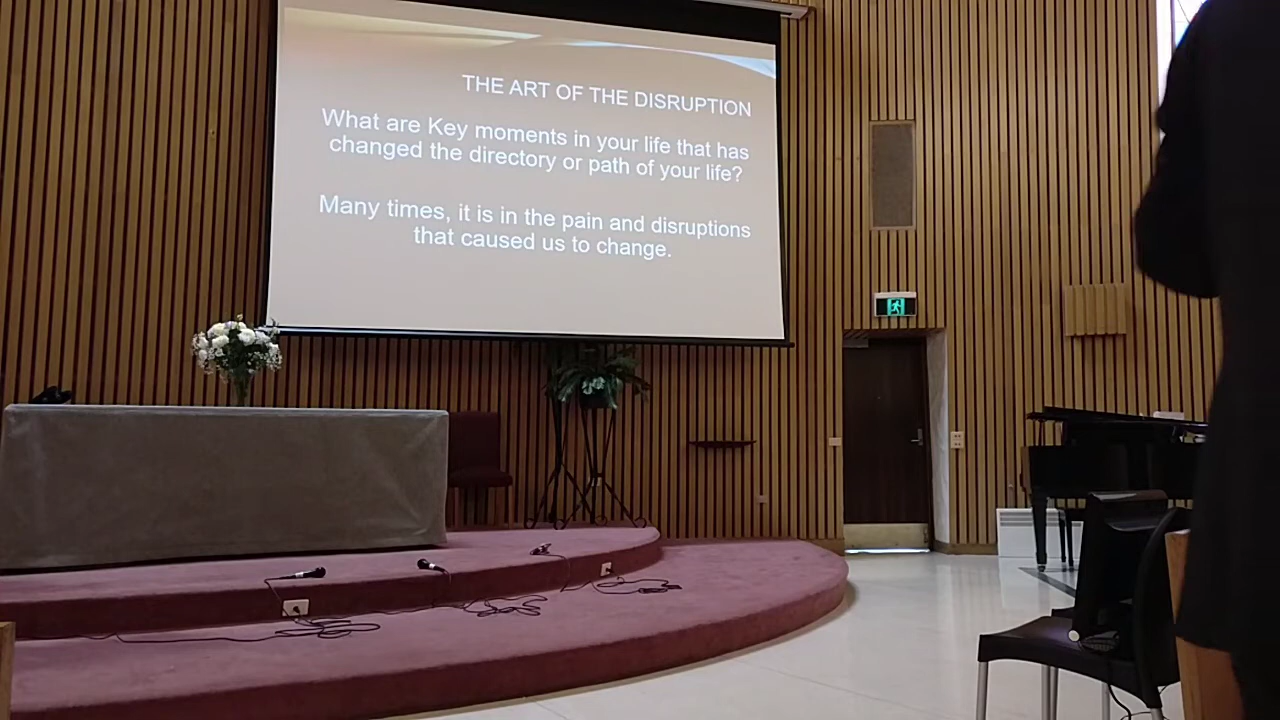 THE ART OF THE DISRUPTION
What are Key moments in your life that has
changed the directory or path of your life?
Many times, it is in the pain and disruptions
that caused us to change.